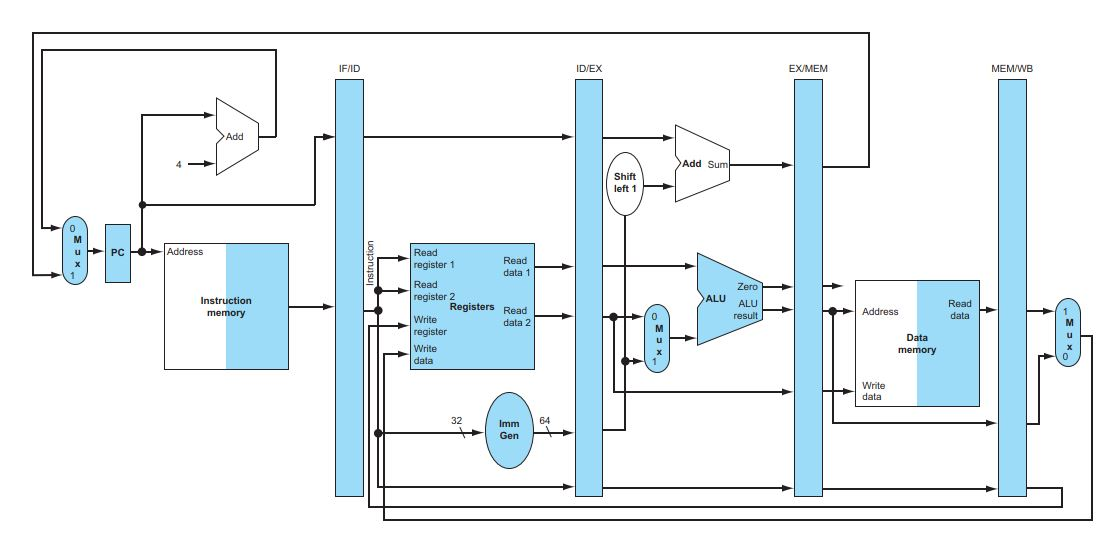 IF/ID
ID/EX
EX/MEM
MEM/WB
Add
4
Add Sum
Shift
left 1
0
M
u
x
1
PC
Address
Instruction
memory
Instruction
Read
register 1
Read
register 2
Write
register
Write
data
Registers
Read
data 1
Read
data 2
0
M
u
x
1
ALU
Zero
ALU
result
Address
Read
data
Data
memory
Write
data
1
M
u
x
0
32
Imm
Gen
64